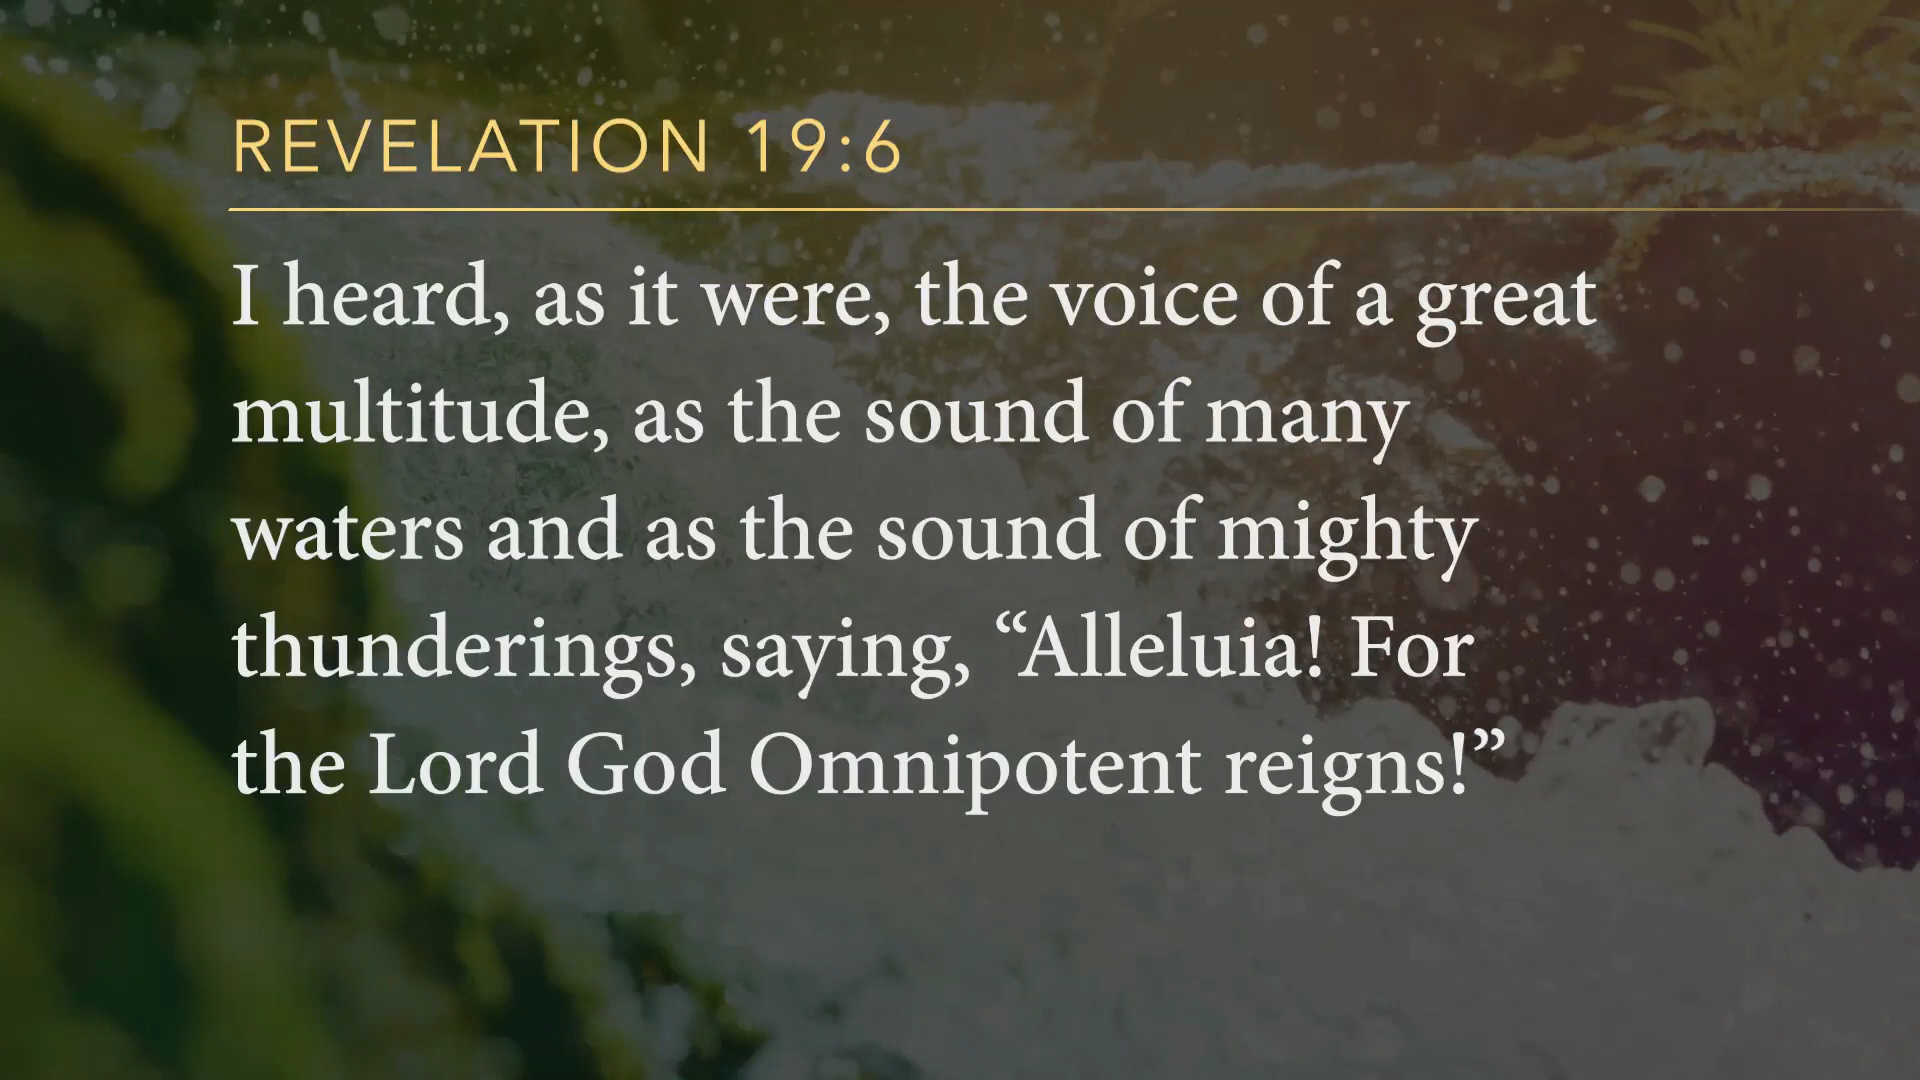 REVELATION 19:6
I heard, as it were, the voice of a great
multitude, as the sound of many
waters and as the sound of mighty
thunderings, saying, “Alleluia! For
the Lord God Omnipotent reigns!”